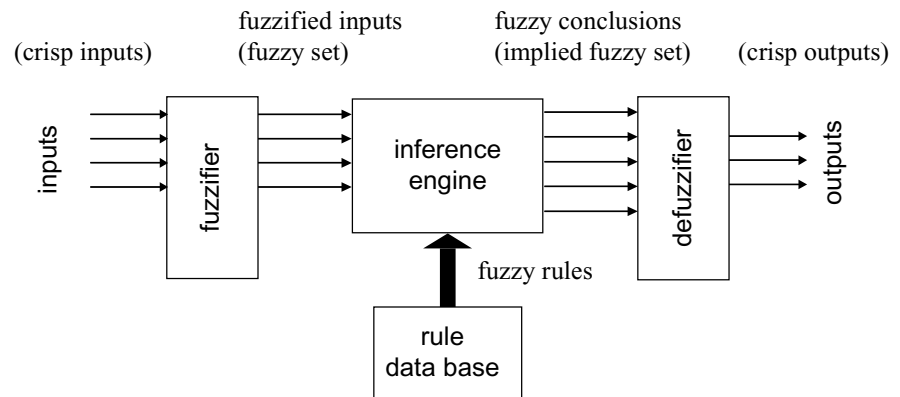 fuzzified inputs
(fuzzy set)
fuzzy conclusions
(implied fuzzy set)
(crisp inputs)
(crisp outputs)
inputs
fuzzifier
inference
engine
defuzzifier
outputs
fuzzy rules
rule
data base